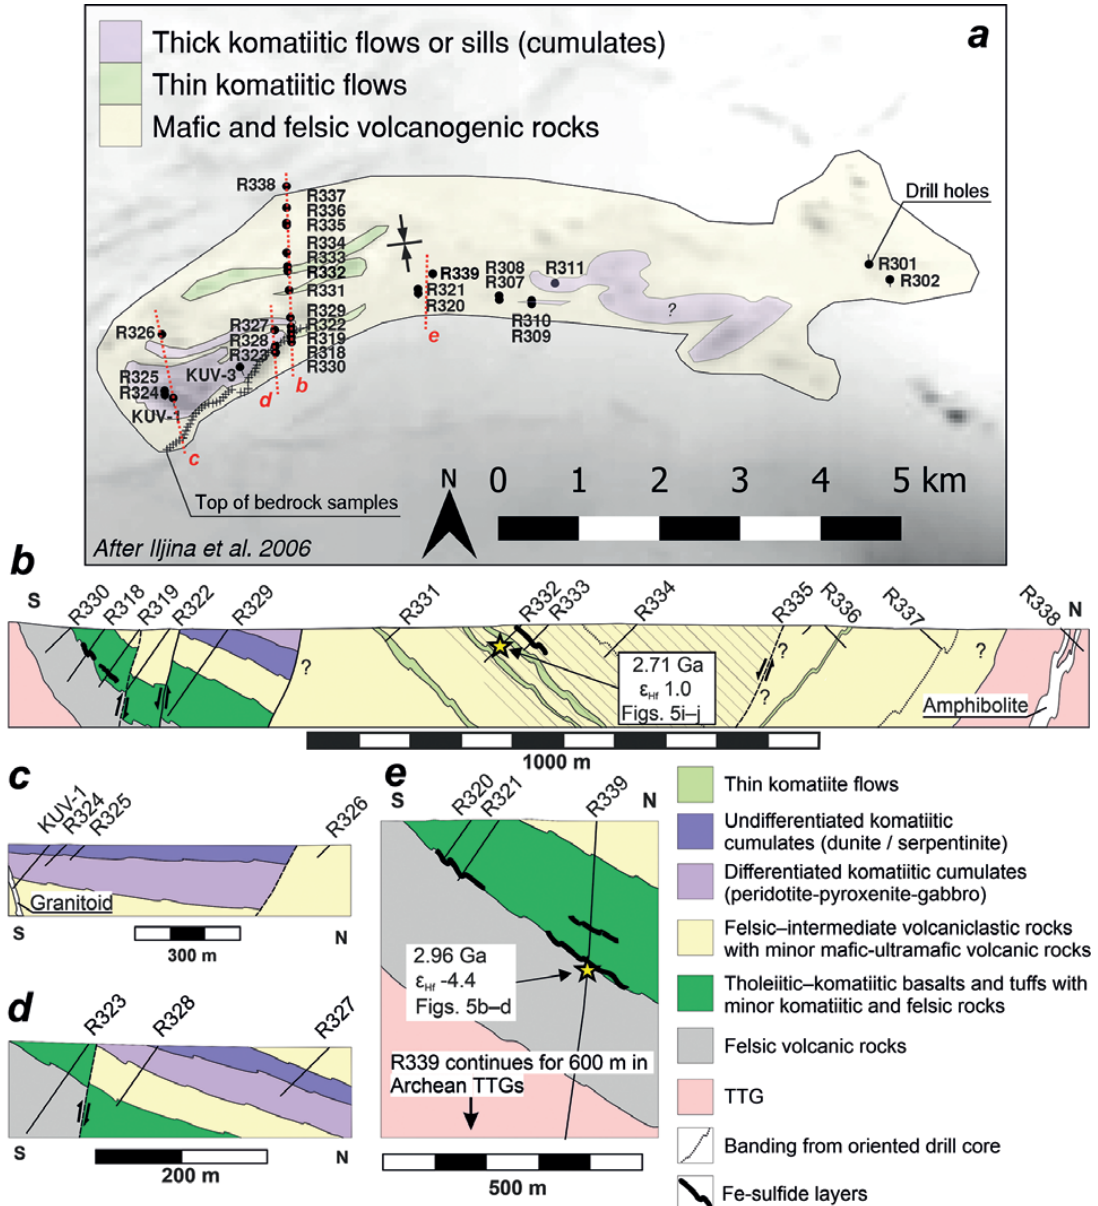 a
Thick komatiitic flows or sills (cumulates)
Thin komatiitic flows
Mafic and felsic volcanogenic rocks
R338
R337
R336
R335
R334
R333
R332
R331
R329
R322
R319
R318
R330
R327
R328
R323
R326
R325
R324
KUV-3
KUV-1
R339
R321
R320
R308
R307
R311
R310
R309
?
Drill holes
R301
R302
e
b
d
c
Top of bedrock samples
After Iljina et al. 2006
N
0 1 2 3 4 5 km
b
S
R330
R318
R319
R322
R329
R331
R332
R333
R334
R335
R336
R337
R338
N
?
?
?
?
2.71 Ga
εHf 1.0
Figs. 5i–j
Amphibolite
1000 m
c
KUV-1
R324
R325
R326
Granitoid
S
N
300 m
d
R323
R328
R327
S
N
200 m
e
S
R320
R321
R339
N
2.96 Ga
εHf -4.4
Figs. 5b–d
R339 continues for 600 m in
Archean TTGs
500 m
Thin komatiite flows
Undifferentiated komatiitic
cumulates (dunite / serpentinite)
Differentiated komatiitic cumulates
(peridotite-pyroxenite-gabbro)
Felsic–intermediate volcaniclastic rocks
with minor mafic-ultramafic volcanic rocks
Tholeiitic–komatiitic basalts and tuffs with
minor komatiitic and felsic rocks
Felsic volcanic rocks
TTG
Banding from oriented drill core
Fe-sulfide layers